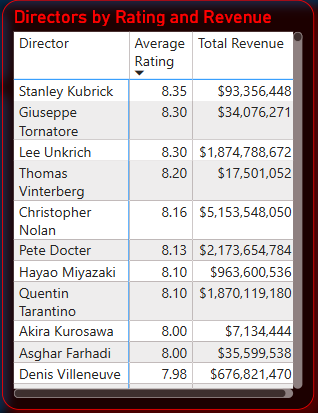 Directors by Rating and Revenue
Director Average Rating Total Revenue
Stanley Kubrick 8.35 $93,356,448
Giuseppe Tornatore 8.30 $34,076,271
Lee Unkrich 8.30 $1,874,788,672
Thomas Vinterberg 8.20 $17,501,052
Christopher Nolan 8.16 $5,153,548,050
Pete Docter 8.13 $2,173,654,784
Hayao Miyazaki 8.10 $963,600,536
Quentin Tarantino 8.10 $1,870,119,180
Akira Kurosawa 8.00 $7,134,444
Asghar Farhadi 8.00 $35,599,538
Denis Villeneuve 7.98 $676,821,470